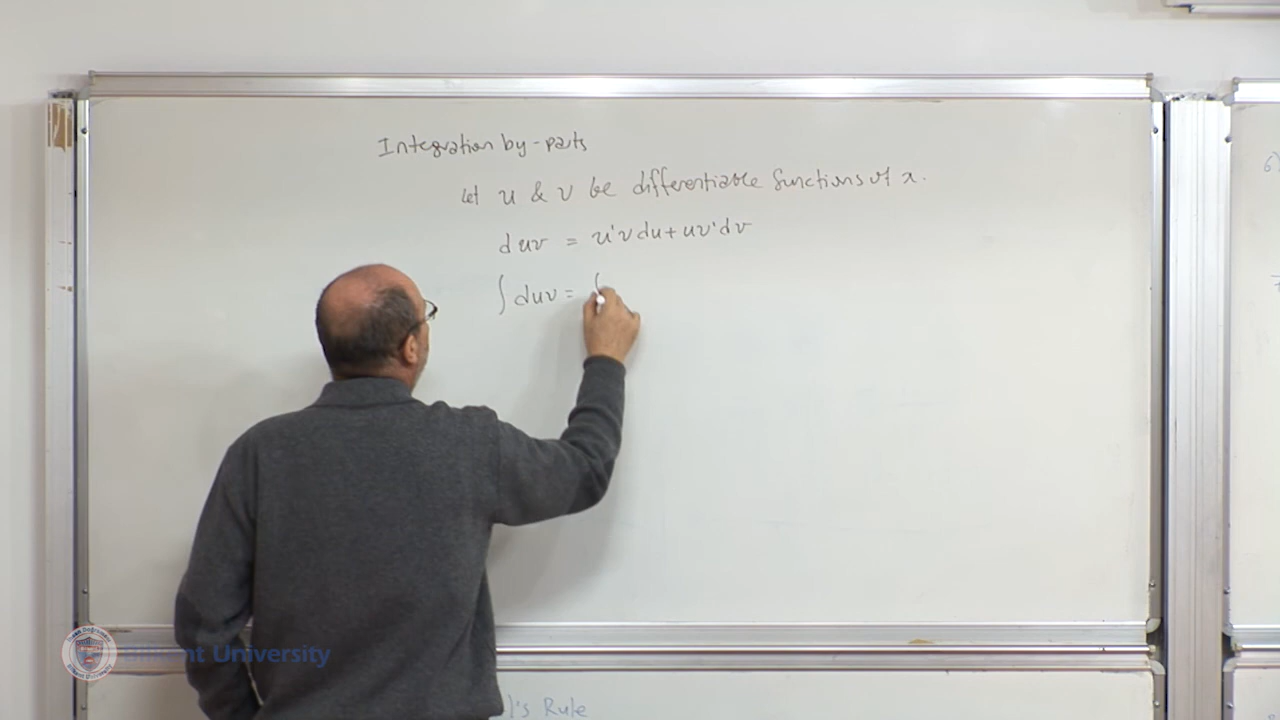 Integration by-parts
Let u & v be differentiable functions of x.
duv = u'v du + uv' dv
∫ duv = ∫
University
l's Rule